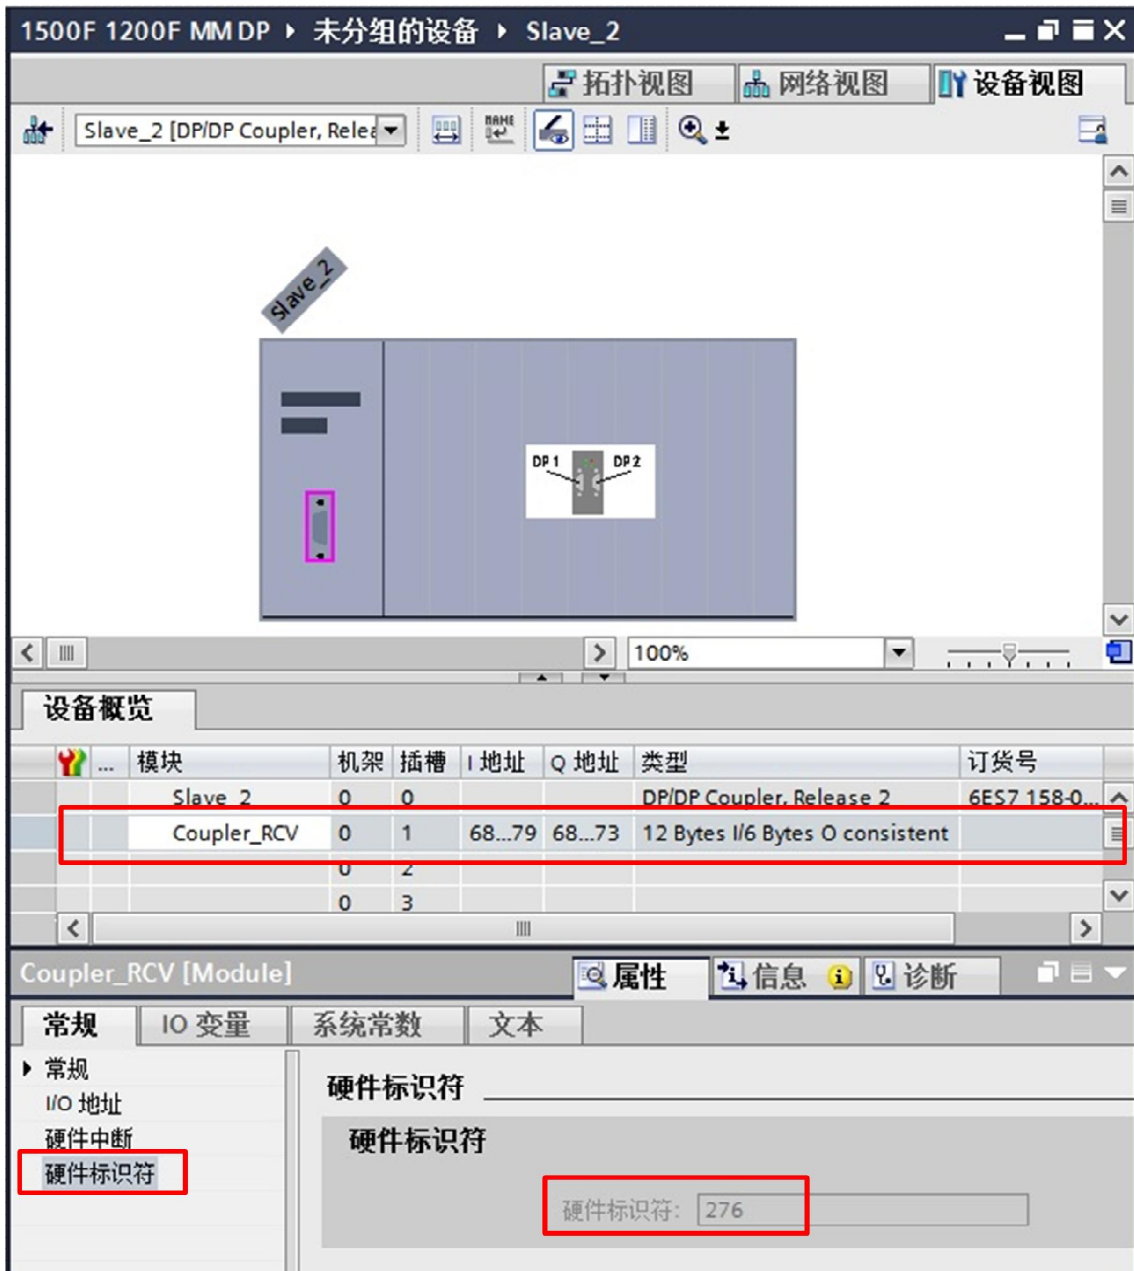 1500F 1200F MM DP ▸ 未分组的设备 ▸ Slave_2
拓扑视图 网络视图 设备视图
Slave_2 [DP/DP Coupler, Relea
NAME
Slave_2
DP 1 DP 2
100%
设备概览
... 模块 机架 插槽 I 地址 Q 地址 类型 订货号
Slave_2 0 0 DP/DP Coupler, Release 2 6ES7 158-0...
Coupler_RCV 0 1 68...79 68...73 12 Bytes I/6 Bytes O consistent
0 2
0 3
Coupler_RCV [Module] 属性 信息 诊断
常规 IO 变量 系统常数 文本
常规
I/O 地址
硬件中断
硬件标识符
硬件标识符
硬件标识符
硬件标识符: 276